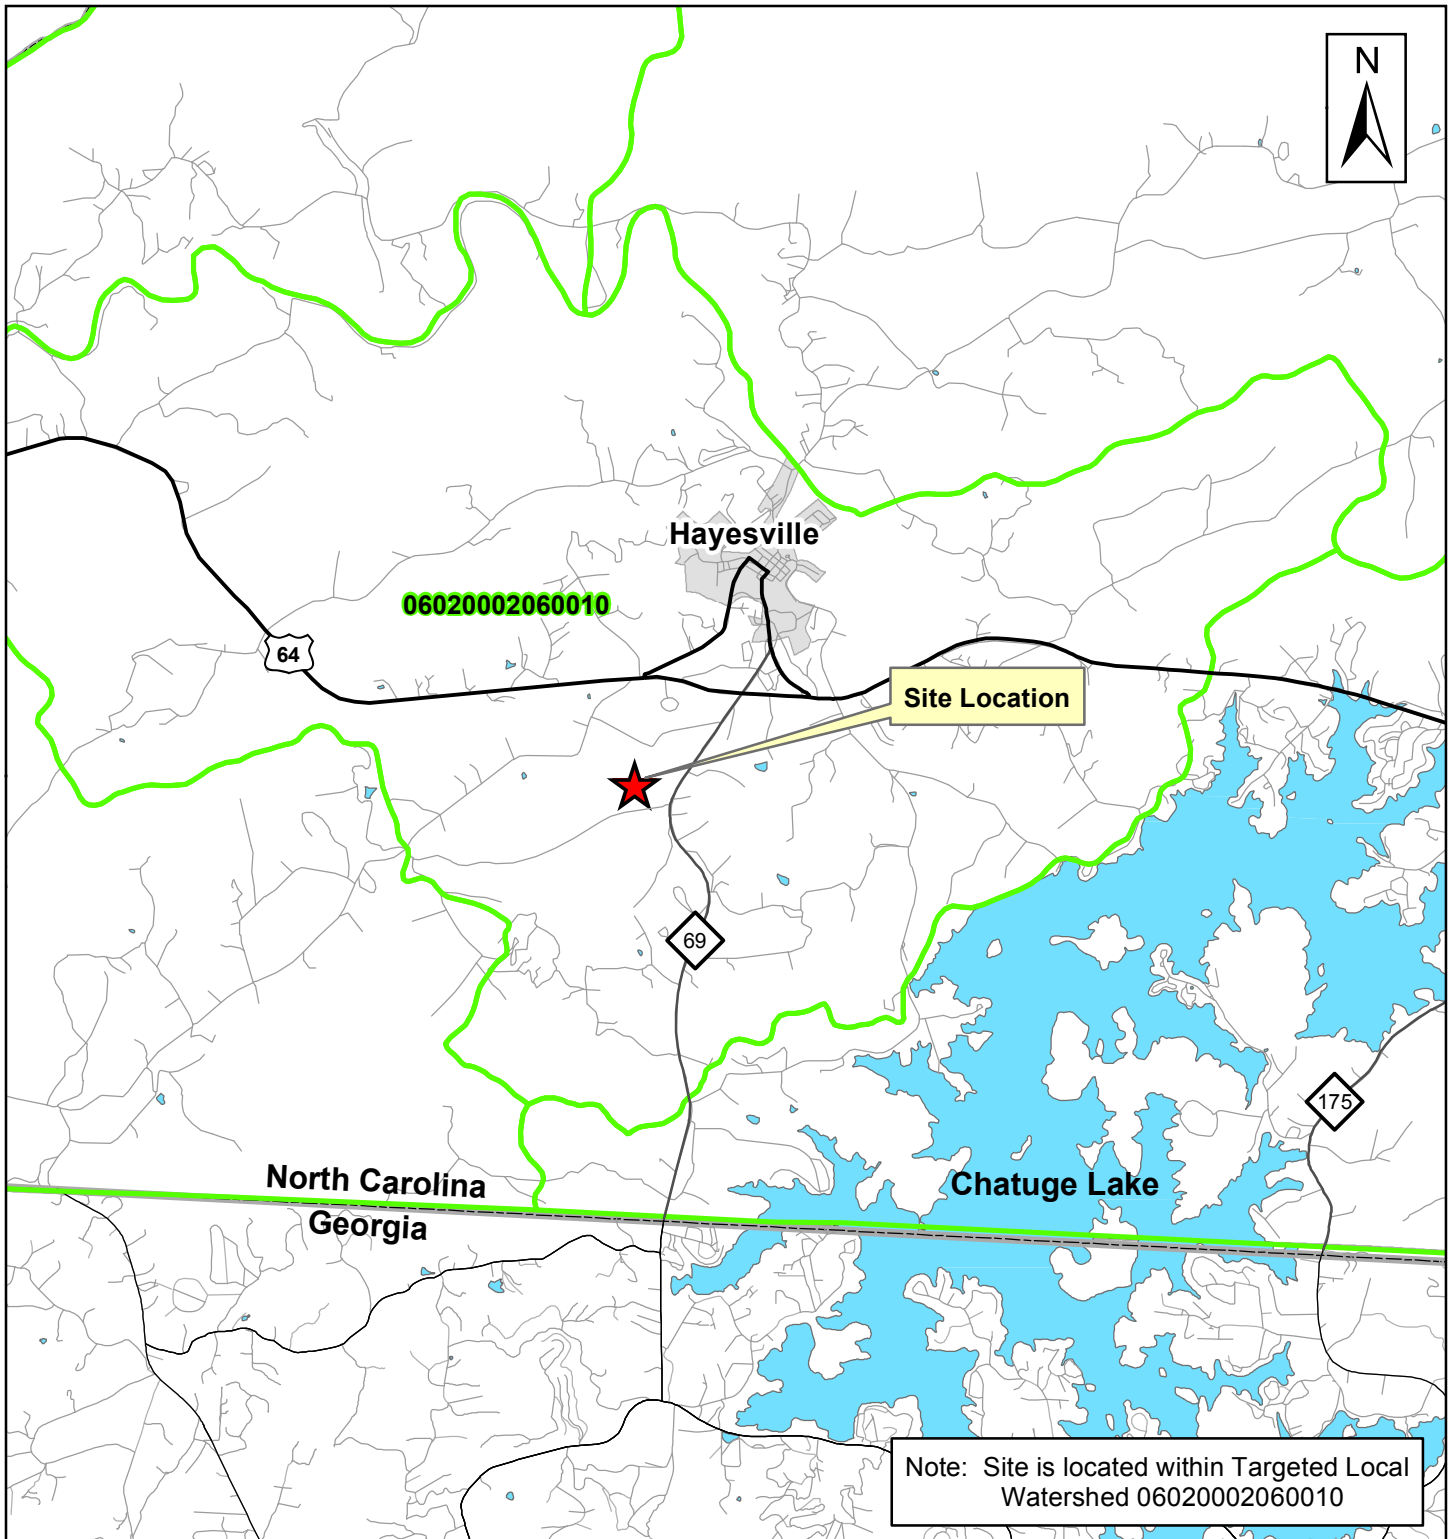 N
Hayesville
06020002060010
64
Site Location
69
175
North Carolina
Chatuge Lake
Georgia
Note: Site is located within Targeted Local
Watershed 06020002060010